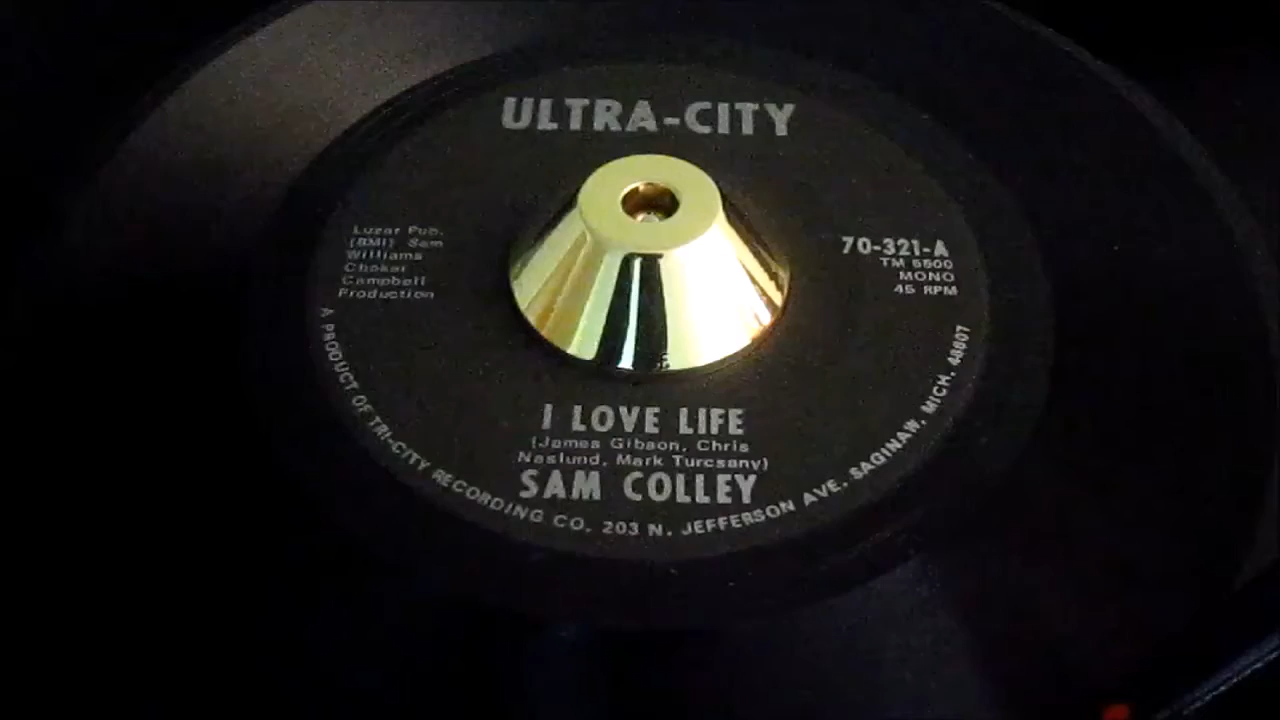 ULTRA-CITY
Luzar Pub.
(BMI) Sam
Williams
Choker
Campbell
Production
70-321-A
TM 5500
MONO
45 RPM
I LOVE LIFE
(James Gibson, Chris
Naslund, Mark Turcsany)
SAM COLLEY
A PRODUCT OF TRI-CITY RECORDING CO. 203 N. JEFFERSON AVE. SAGINAW, MICH. 48607